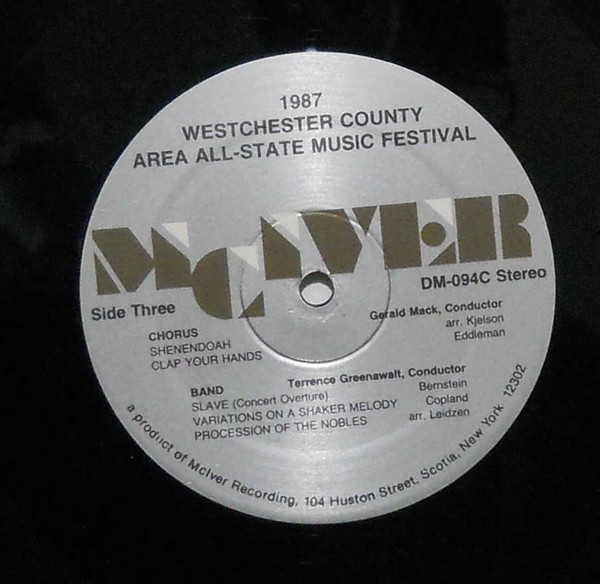 1987
WESTCHESTER COUNTY
AREA ALL-STATE MUSIC FESTIVAL
MCIVER
DM-094C Stereo
Side Three
CHORUS Gerald Mack, Conductor
SHENENDOAH arr. Kjelson
CLAP YOUR HANDS Eddleman
BAND Terrence Greenawalt, Conductor
SLAVE (Concert Overture) Bernstein
VARIATIONS ON A SHAKER MELODY Copland
PROCESSION OF THE NOBLES arr. Leidzen
a product of McIver Recording, 104 Huston Street, Scotia, New York 12302